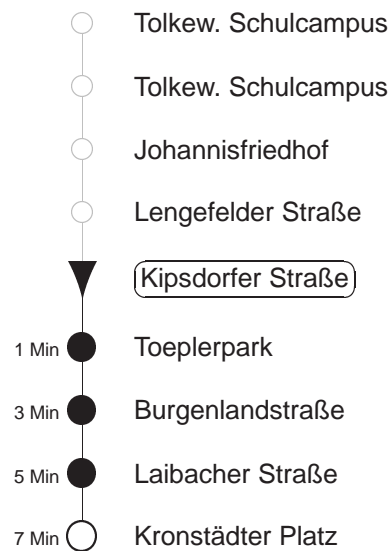 Tolkew. Schulcampus
Tolkew. Schulcampus
Johannisfriedhof
Lengefelder Straße
Kipsdorfer Straße
1 Min Toeplerpark
3 Min Burgenlandstraße
5 Min Laibacher Straße
7 Min Kronstädter Platz